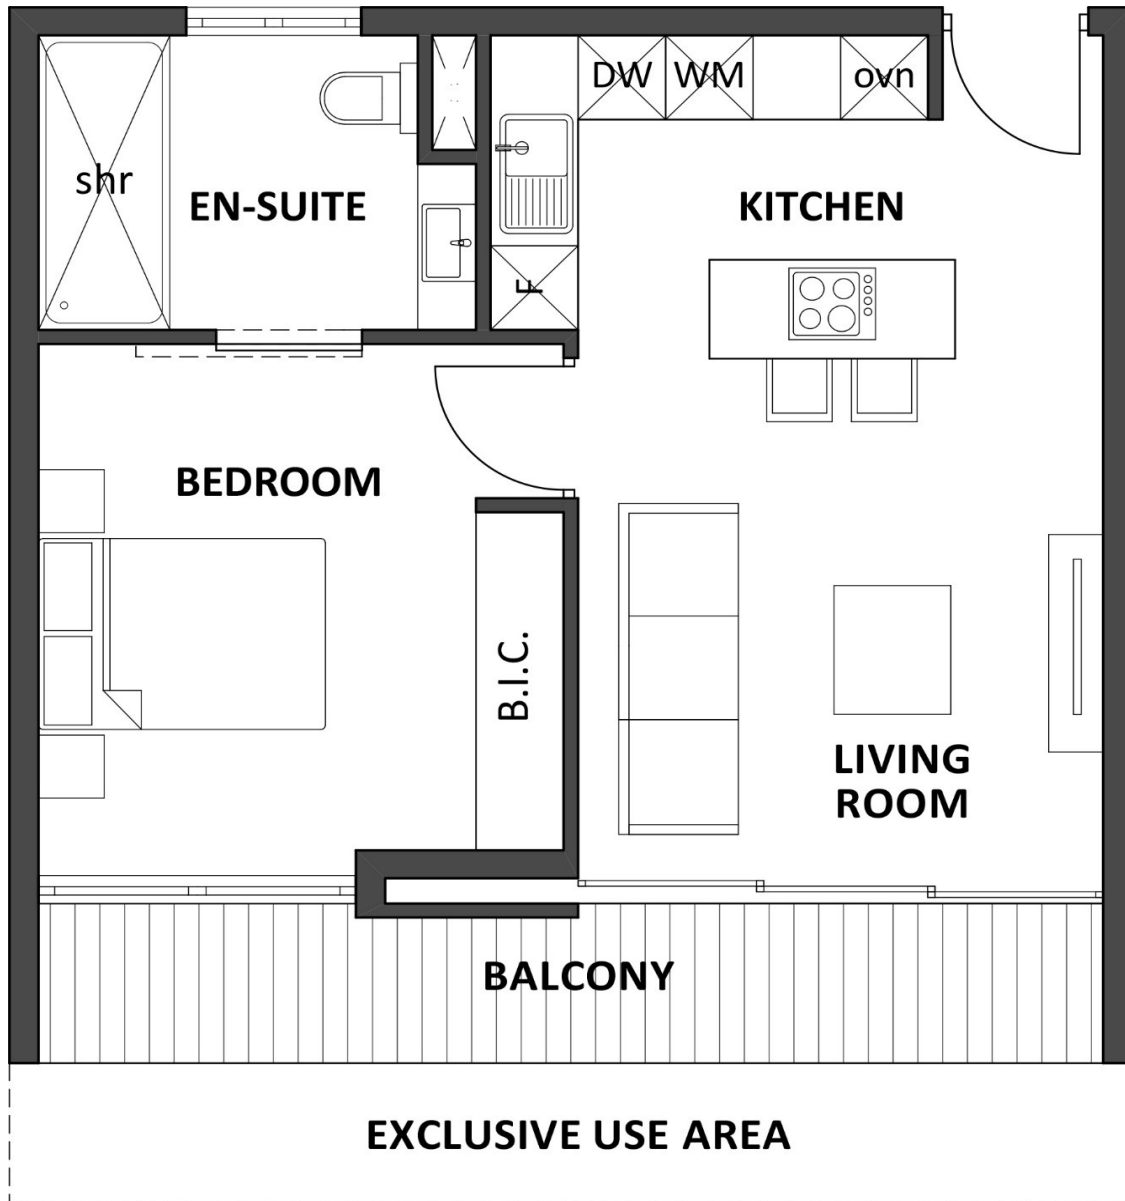 DW
WM
ovn
shr
EN-SUITE
KITCHEN
F
BEDROOM
B.I.C.
LIVING
ROOM
BALCONY
EXCLUSIVE USE AREA